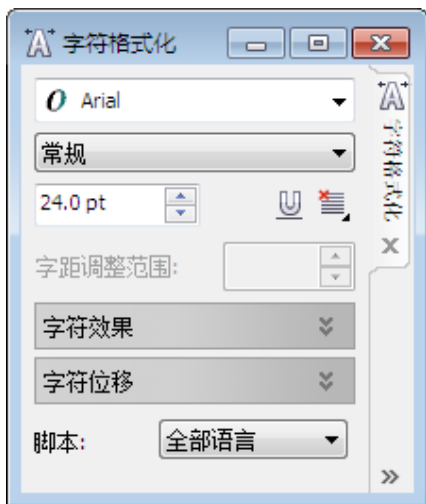 字符格式化
Arial
常规
24.0 pt
字距调整范围:
字符效果
字符位移
脚本:
全部语言
字符格式化